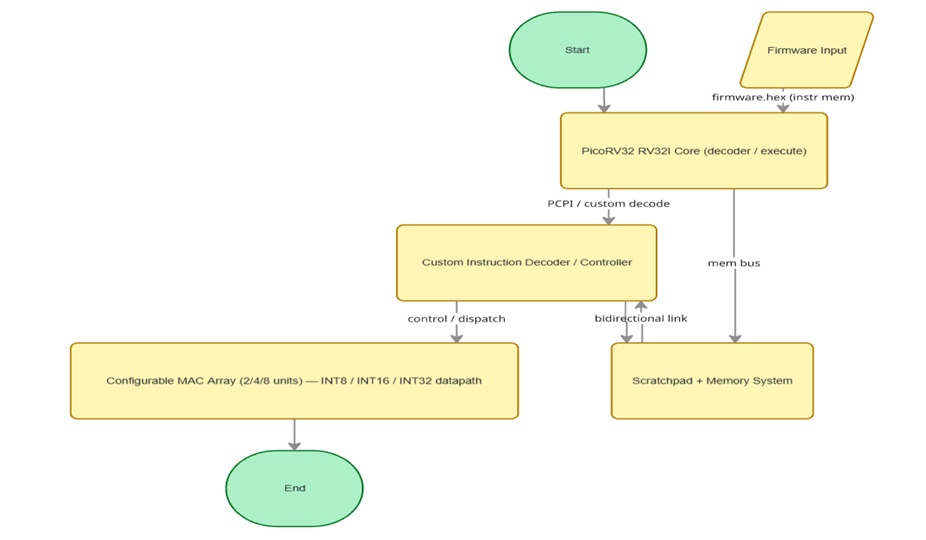 Start
Firmware Input
firmware.hex (instr mem)
PicoRV32 RV32I Core (decoder / execute)
PCPI / custom decode
Custom Instruction Decoder / Controller
mem bus
control / dispatch
bidirectional link
Configurable MAC Array (2/4/8 units) — INT8 / INT16 / INT32 datapath
Scratchpad + Memory System
End